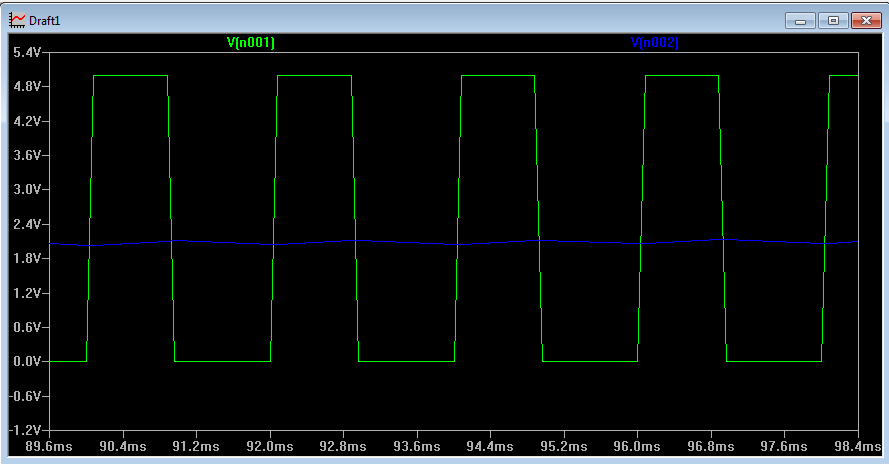 Draft1
V(n001) V(n002)
5.4V
4.8V
4.2V
3.6V
3.0V
2.4V
1.8V
1.2V
0.6V
0.0V
-0.6V
-1.2V
89.6ms 90.4ms 91.2ms 92.0ms 92.8ms 93.6ms 94.4ms 95.2ms 96.0ms 96.8ms 97.6ms 98.4ms